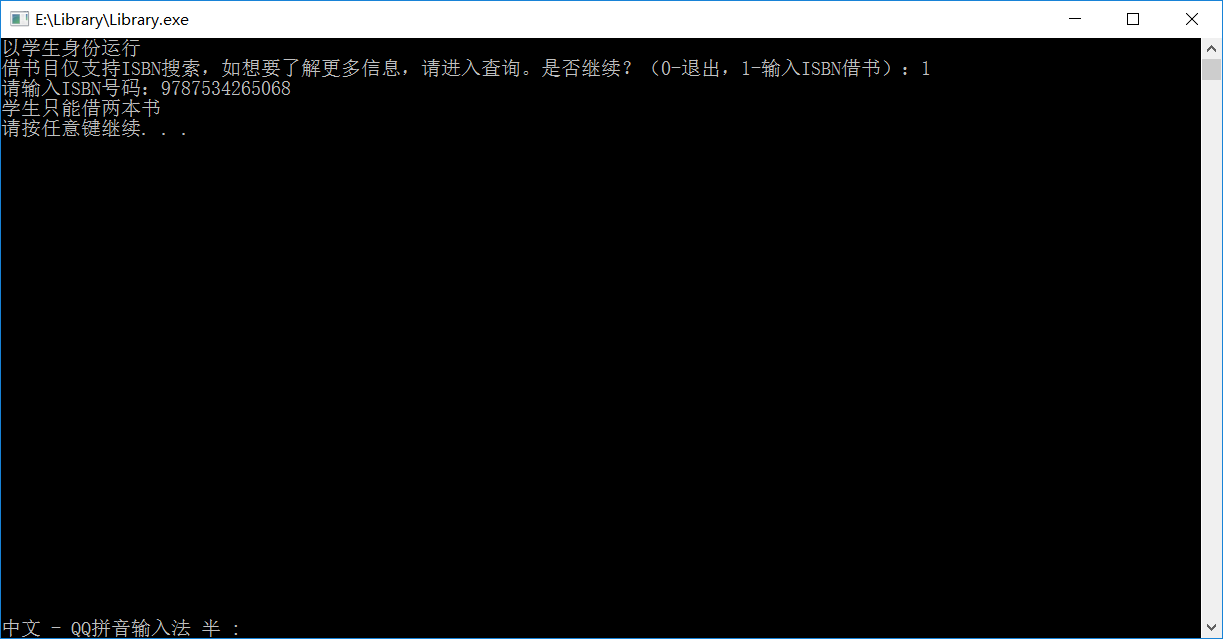 E:\Library\Library.exe
以学生身份运行
借书目仅支持ISBN搜索，如想要了解更多信息，请进入查询。是否继续？（0-退出，1-输入ISBN借书）：1
请输入ISBN号码：9787534265068
学生只能借两本书
请按任意键继续. . .
中文 - QQ拼音输入法 半 :